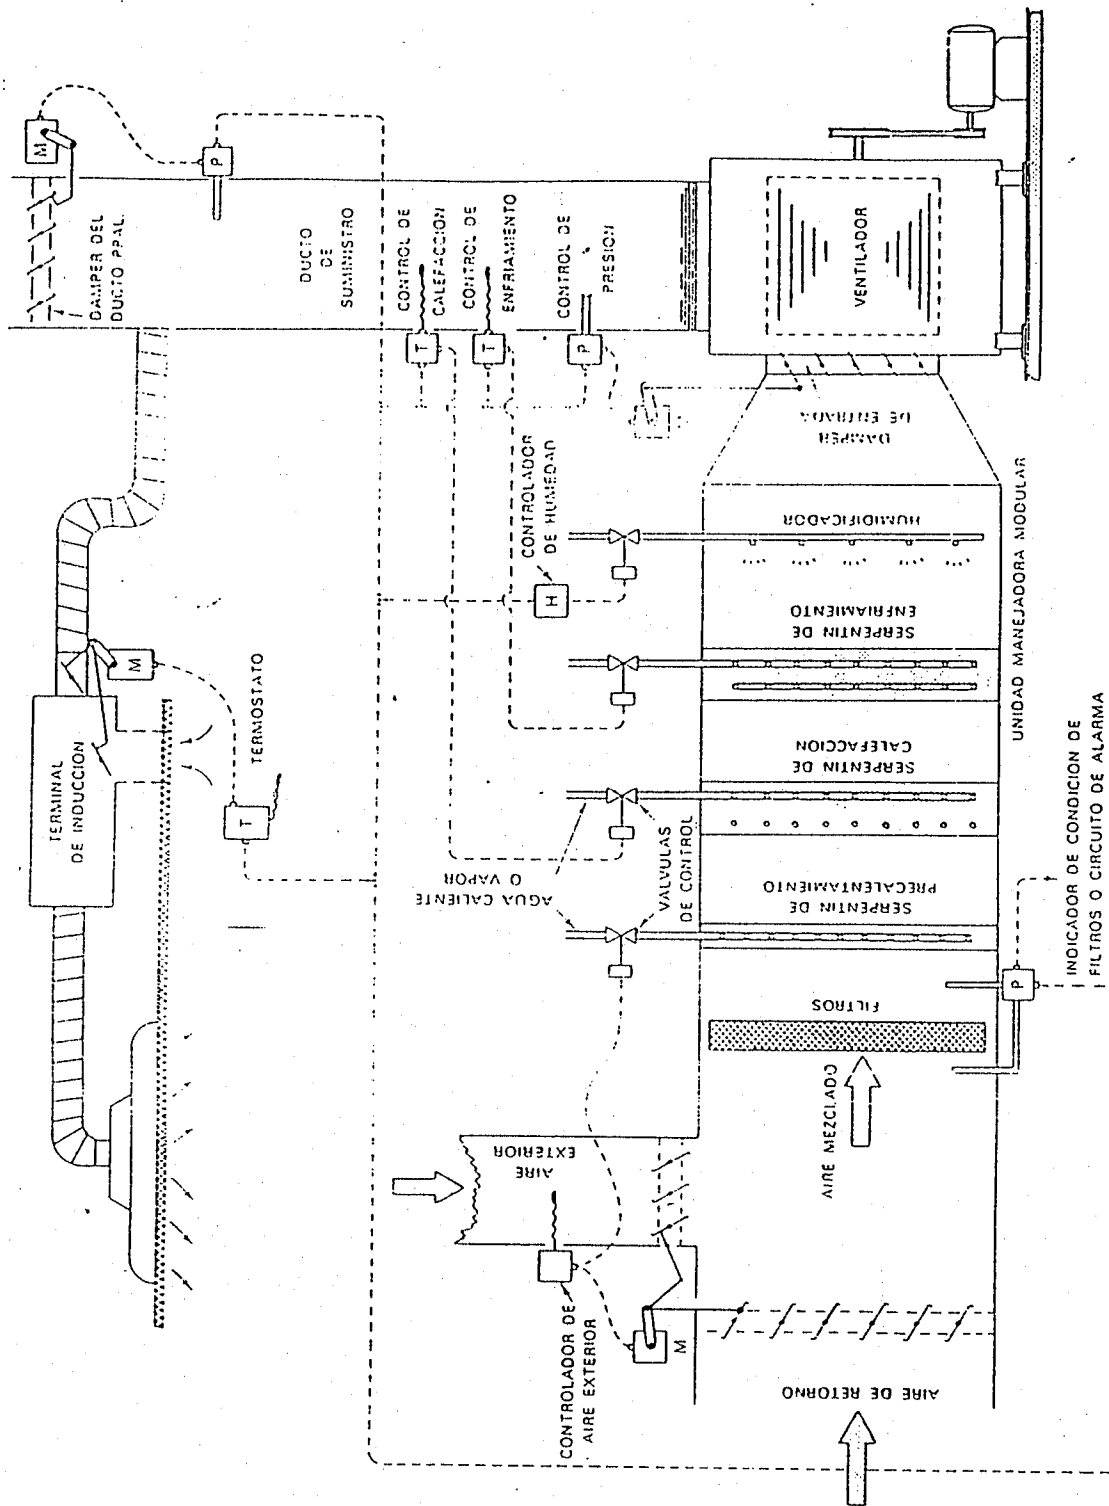 M
P
DAMPER DEL
DUCTO PPAL.
DUCTO
DE
SUMINISTRO
CONTROL DE
CALEFACCION
CONTROL DE
ENFRIAMIENTO
CONTROL DE
PRESION
T
T
P
VENTILADOR
DAMPER
DE ENTRADA
TERMINAL
DE INDUCCION
M
T
TERMOSTATO
CONTROLADOR
DE HUMEDAD
H
HUMIDIFICADOR
SERPENTIN DE
ENFRIAMIENTO
SERPENTIN DE
CALEFACCION
SERPENTIN DE
PRECALENTAMIENTO
UNIDAD MANEJADORA MODULAR
AGUA CALIENTE
O VAPOR
VALVULAS
DE CONTROL
FILTROS
P
INDICADOR DE CONDICION DE
FILTROS O CIRCUITO DE ALARMA
AIRE MEZCLADO
AIRE
EXTERIOR
CONTROLADOR DE
AIRE EXTERIOR
M
AIRE DE RETORNO